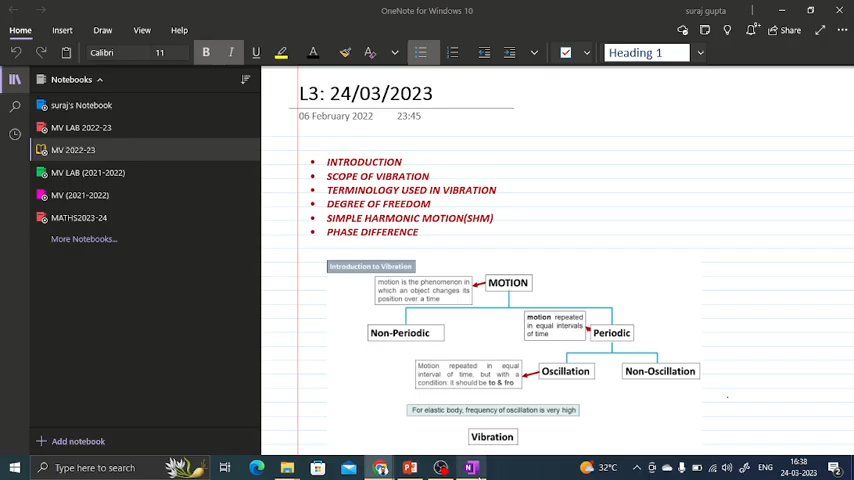 OneNote for Windows 10
suraj gupta
Home Insert Draw View Help
Share
Calibri 11 B I U A Heading 1
Notebooks
suraj's Notebook
MV LAB 2022-23
MV 2022-23
MV LAB (2021-2022)
MV (2021-2022)
MATHS2023-24
More Notebooks...
Add notebook
L3: 24/03/2023
06 February 2022 23:45
INTRODUCTION
SCOPE OF VIBRATION
TERMINOLOGY USED IN VIBRATION
DEGREE OF FREEDOM
SIMPLE HARMONIC MOTION(SHM)
PHASE DIFFERENCE
Introduction to Vibration
motion is the phenomenon in
which an object changes its
position over a time
MOTION
Non-Periodic
motion repeated
in equal intervals
of time
Periodic
Motion repeated in equal
interval of time, but with a
condition. It should be to & fro
Oscillation
Non-Oscillation
For elastic body, frequency of oscillation is very high
Vibration
Type here to search
32°C
ENG
16:38
24-03-2023
2